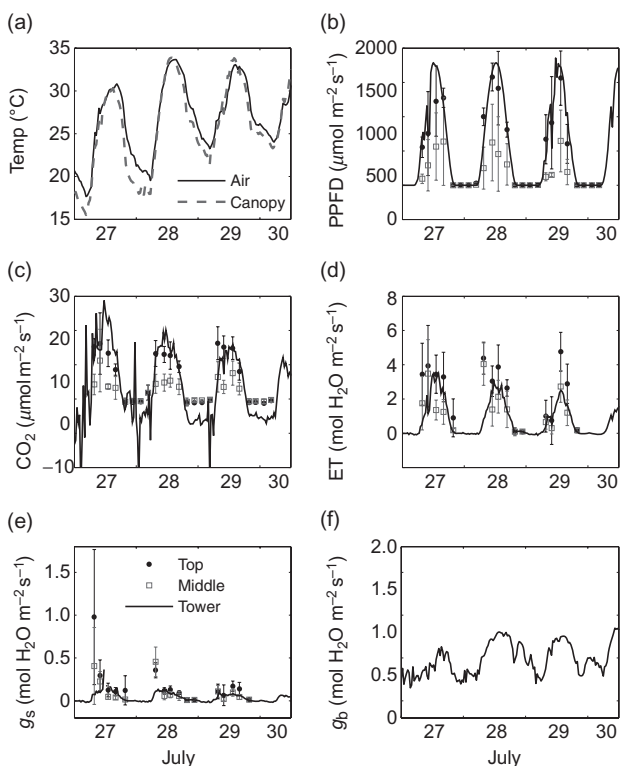 (a)
35
30
25
20
15
Temp (°C)
Air
Canopy
27 28 29 30
(b)
2000
1600
1000
500
0
PPFD (μmol m−2 s−1)
27 28 29 30
(c)
30
20
10
0
−10
CO2 (μmol m−2 s−1)
27 28 29 30
(d)
8
6
4
2
0
ET (mol H2O m−2 s−1)
27 28 29 30
(e)
1.5
1.0
0.5
0
gs (mol H2O m−2 s−1)
Top
Middle
Tower
27 28 29 30
July
(f)
2.0
1.5
1.0
0.5
0
gb (mol H2O m−2 s−1)
27 28 29 30
July